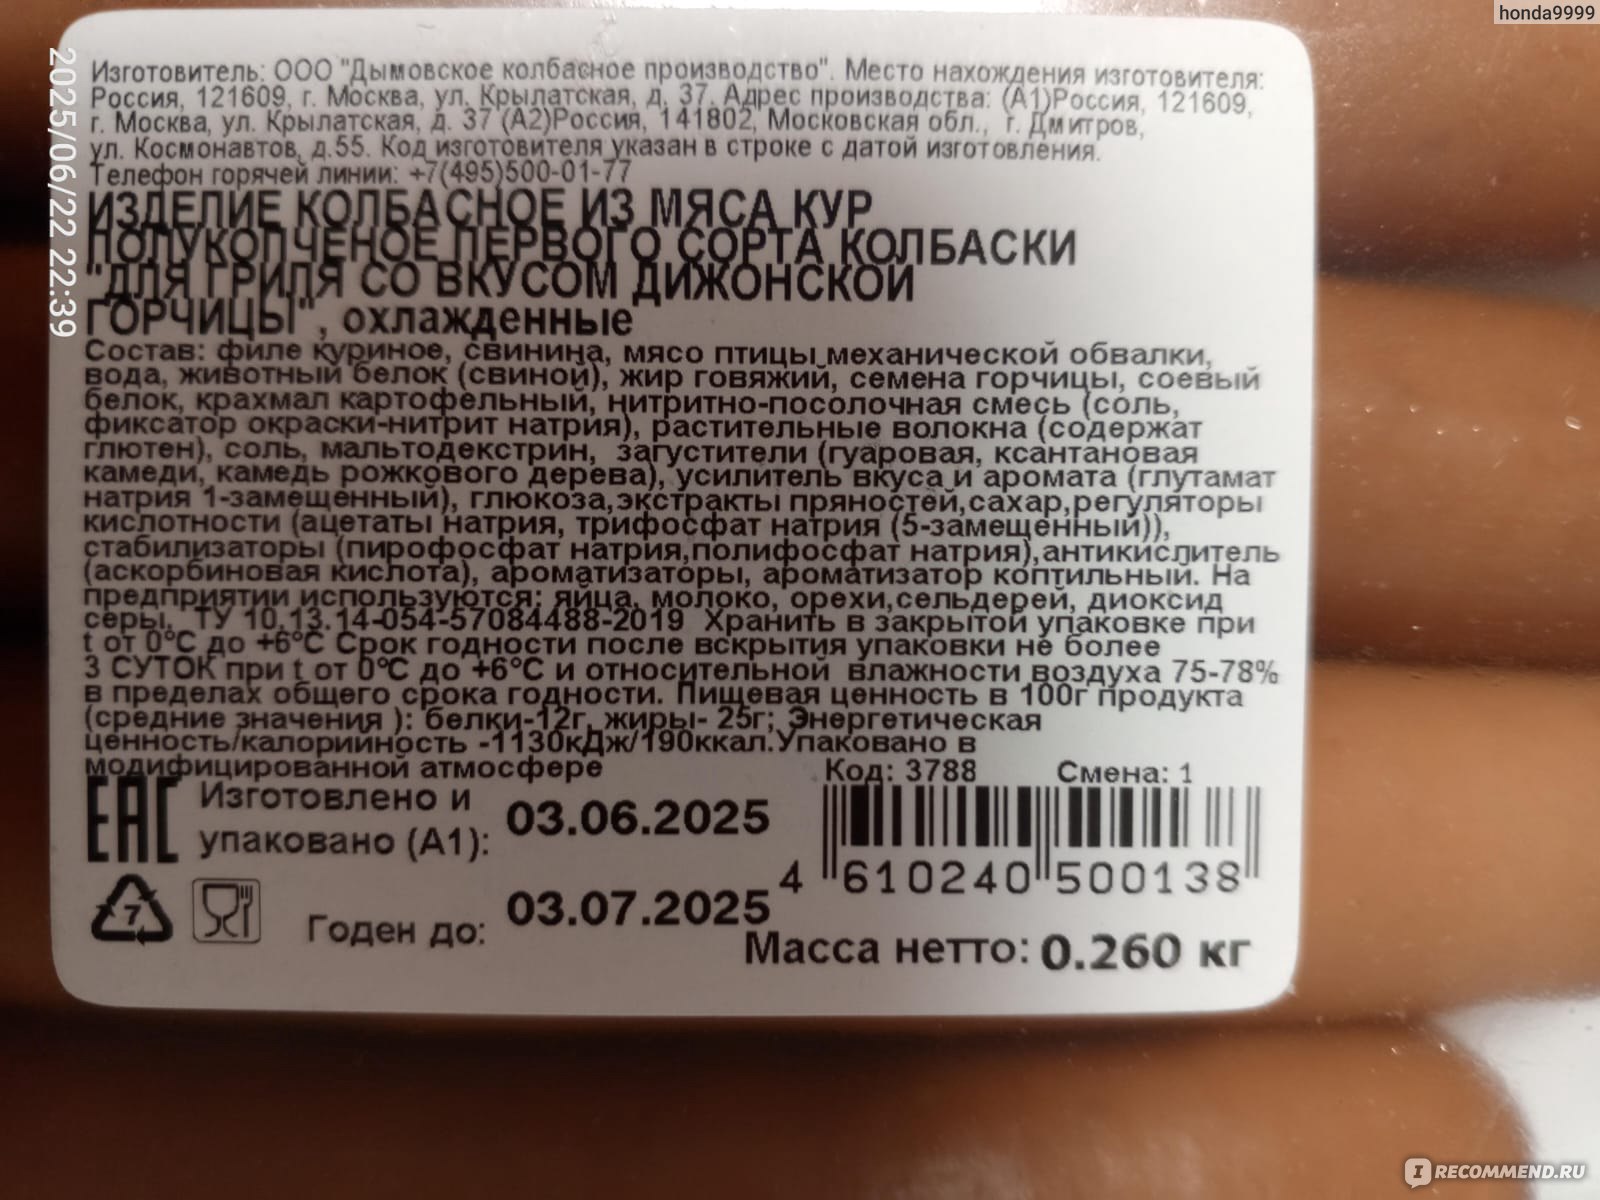 honda9999
2025/06/22 22:39
Изготовитель: ООО "Дымовское колбасное производство". Место нахождения изготовителя:
Россия, 121609, г. Москва, ул. Крылатская, д. 37. Адрес производства: (А1)Россия, 121609,
г. Москва, ул. Крылатская, д. 37 (А2)Россия, 141802, Московская обл., г. Дмитров,
ул. Космонавтов, д.55. Код изготовителя указан в строке с датой изготовления.
Телефон горячей линии: +7(495)500-01-77
ИЗДЕЛИЕ КОЛБАСНОЕ ИЗ МЯСА КУР
ПОЛУКОПЧЕНОЕ ПЕРВОГО СОРТА КОЛБАСКИ
"ДЛЯ ГРИЛЯ СО ВКУСОМ ДИЖОНСКОЙ
ГОРЧИЦЫ", охлажденные
Состав: филе куриное, свинина, мясо птицы механической обвалки,
вода, животный белок (свиной), жир говяжий, семена горчицы, соевый
белок, крахмал картофельный, нитритно-посолочная смесь (соль,
фиксатор окраски-нитрит натрия), растительные волокна (содержат
глютен), соль, мальтодекстрин, загустители (гуаровая, ксантановая
камеди, камедь рожкового дерева), усилитель вкуса и аромата (глутамат
натрия 1-замещенный), глюкоза,экстракты пряностей,сахар,регуляторы
кислотности (ацетаты натрия, трифосфат натрия (5-замещенный)),
стабилизаторы (пирофосфат натрия,полифосфат натрия),антикислитель
(аскорбиновая кислота), ароматизаторы, ароматизатор коптильный. На
предприятии используются: яйца, молоко, орехи,сельдерей, диоксид
серы. ТУ 10.13.14-054-57084488-2019 Хранить в закрытой упаковке при
t от 0°С до +6°С Срок годности после вскрытия упаковки не более
3 СУТОК при t от 0°С до +6°С и относительной влажности воздуха 75-78%
в пределах общего срока годности. Пищевая ценность в 100г продукта
(средние значения ): белки-12г, жиры- 25г; Энергетическая
ценность/калорийность -1130кДж/190ккал.Упаковано в
модифицированной атмосфере
Код: 3788 Смена: 1
EAC
Изготовлено и
упаковано (А1): 03.06.2025
4 610240 500138
7
Годен до: 03.07.2025
Масса нетто: 0.260 кг
I RECOMMEND.RU